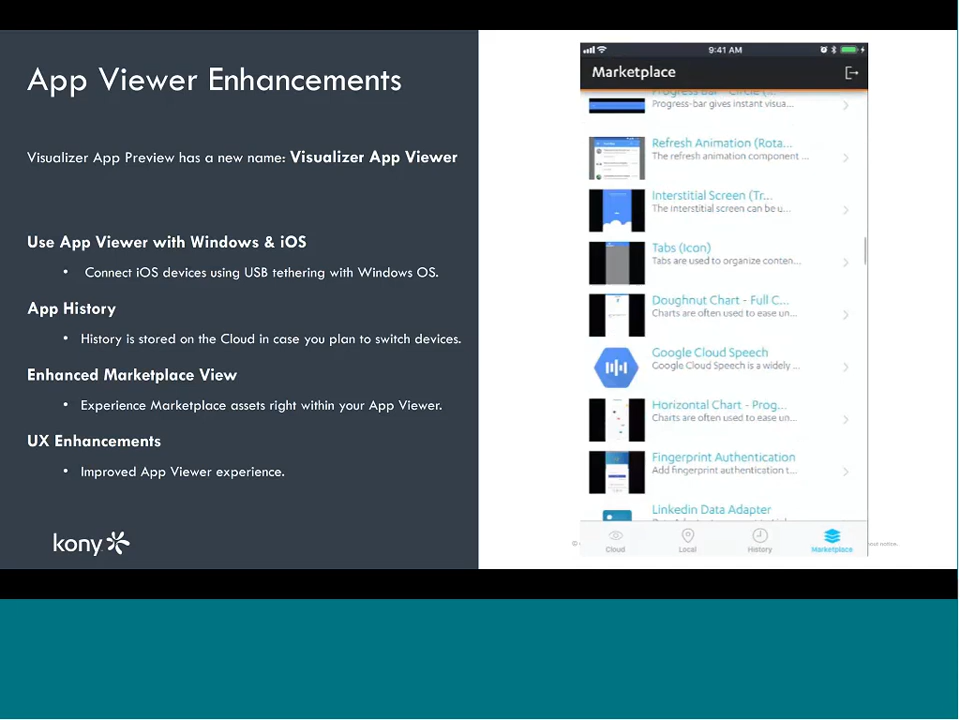 App Viewer Enhancements
Visualizer App Preview has a new name: Visualizer App Viewer
Use App Viewer with Windows & iOS
• Connect iOS devices using USB tethering with Windows OS.
App History
• History is stored on the Cloud in case you plan to switch devices.
Enhanced Marketplace View
• Experience Marketplace assets right within your App Viewer.
UX Enhancements
• Improved App Viewer experience.
kony
9:41 AM
Marketplace
Progress Bar - Circle (...
Progress-bar gives instant visua...
Refresh Animation (Rota...
The refresh animation component ...
Interstitial Screen (Tr...
The Interstitial screen can be u...
Tabs (Icon)
Tabs are used to organize conten...
Doughnut Chart - Full C...
Charts are often used to ease un...
Google Cloud Speech
Google Cloud Speech is a widely ...
Horizontal Chart - Prog...
Charts are often used to ease un...
Fingerprint Authentication
Add fingerprint authentication t...
Linkedin Data Adapter
Cloud
Local
History
Marketplace
©
notice.